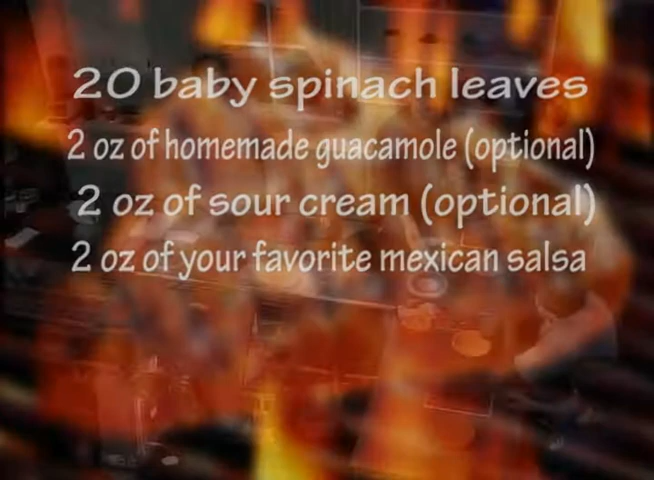 20 baby spinach leaves
2 oz of homemade guacamole (optional)
2 oz of sour cream (optional)
2 oz of your favorite mexican salsa